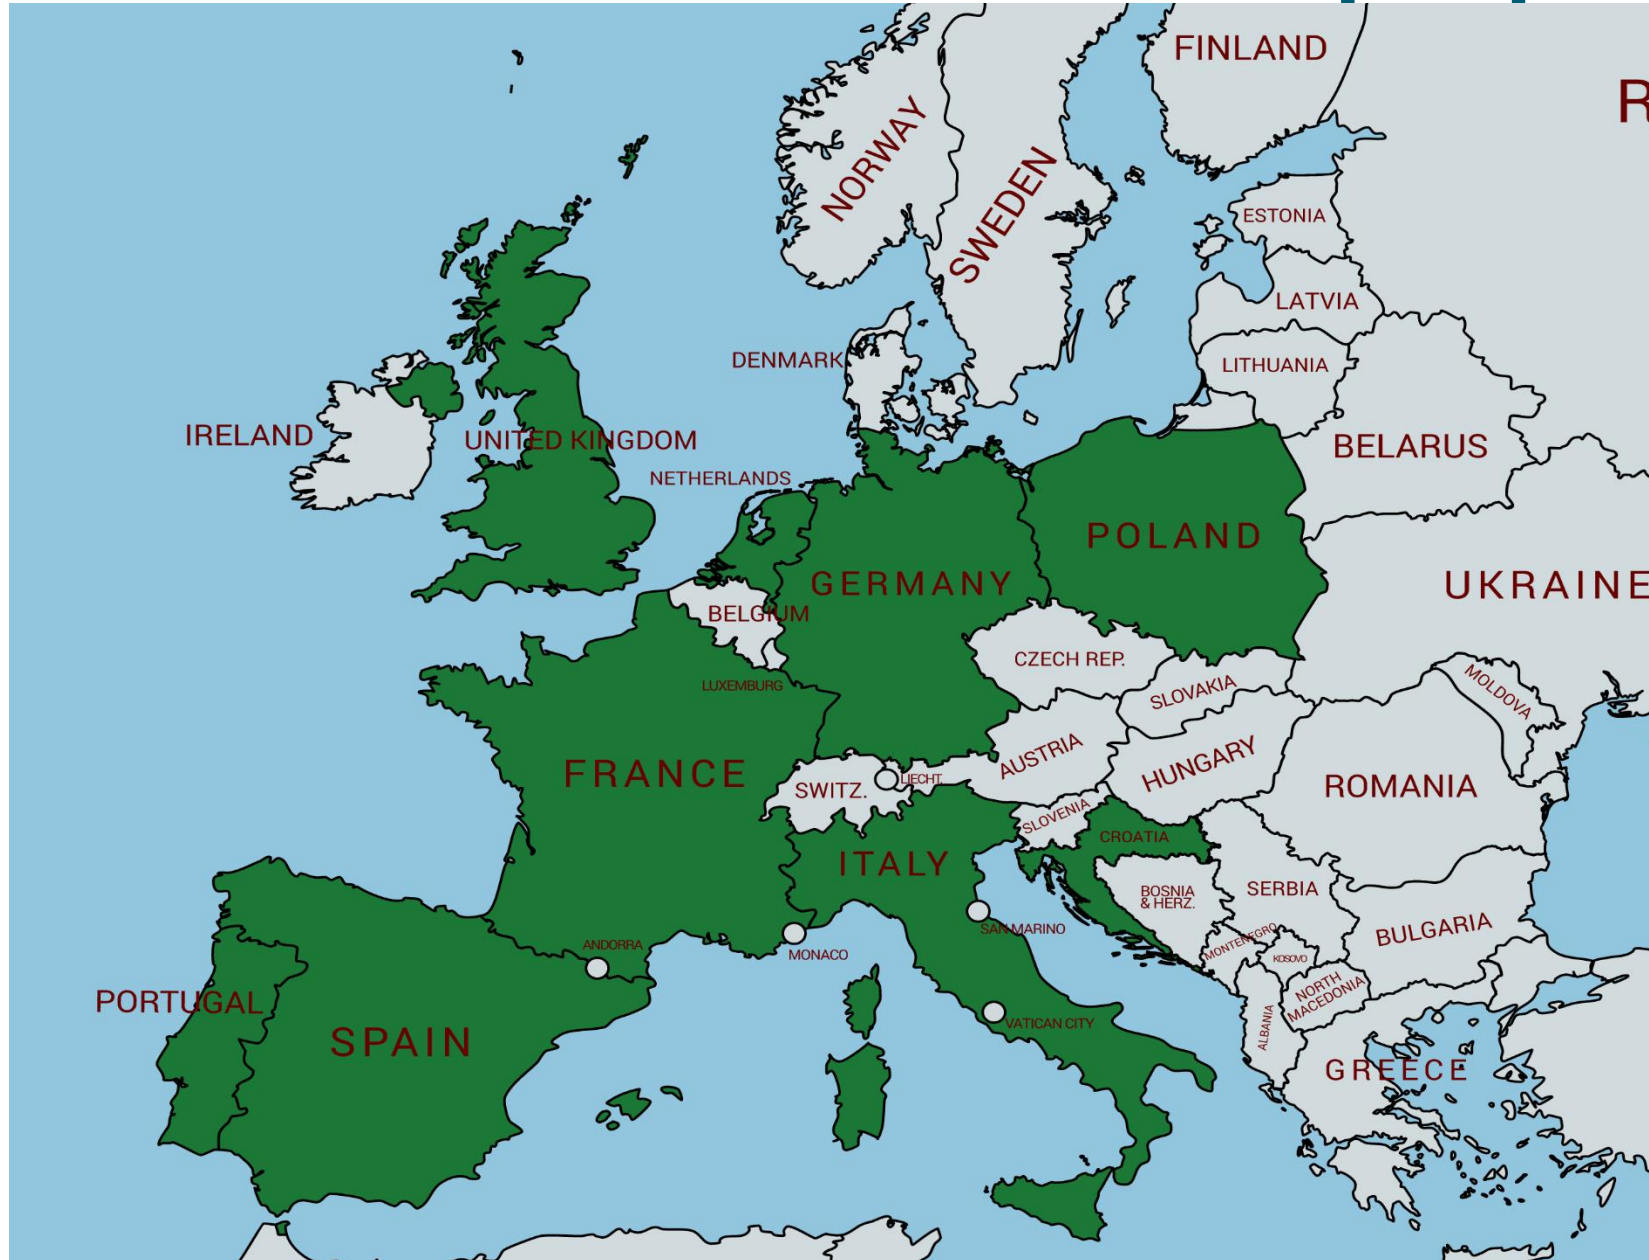 FINLAND
R
NORWAY
SWEDEN
ESTONIA
LATVIA
DENMARK
LITHUANIA
IRELAND
UNITED KINGDOM
BELARUS
NETHERLANDS
POLAND
GERMANY
UKRAINE
BELGIUM
CZECH REP.
LUXEMBURG
SLOVAKIA
MOLDOVA
FRANCE
AUSTRIA
HUNGARY
SWITZ.
LIECHT.
ROMANIA
SLOVENIA
CROATIA
ITALY
BOSNIA
& HERZ.
SERBIA
SAN MARINO
BULGARIA
ANDORRA
MONACO
MONTENEGRO
KOSOVO
PORTUGAL
NORTH
MACEDONIA
SPAIN
VATICAN CITY
ALBANIA
GREECE